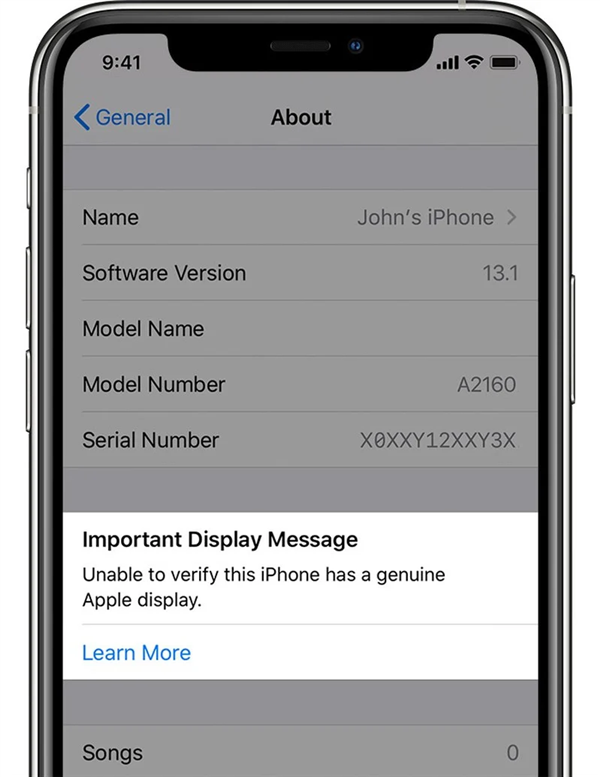 9:41
General
About
Name
John's iPhone
Software Version
13.1
Model Name
Model Number
A2160
Serial Number
X0XXY12XXY3X
Important Display Message
Unable to verify this iPhone has a genuine
Apple display.
Learn More
Songs
0